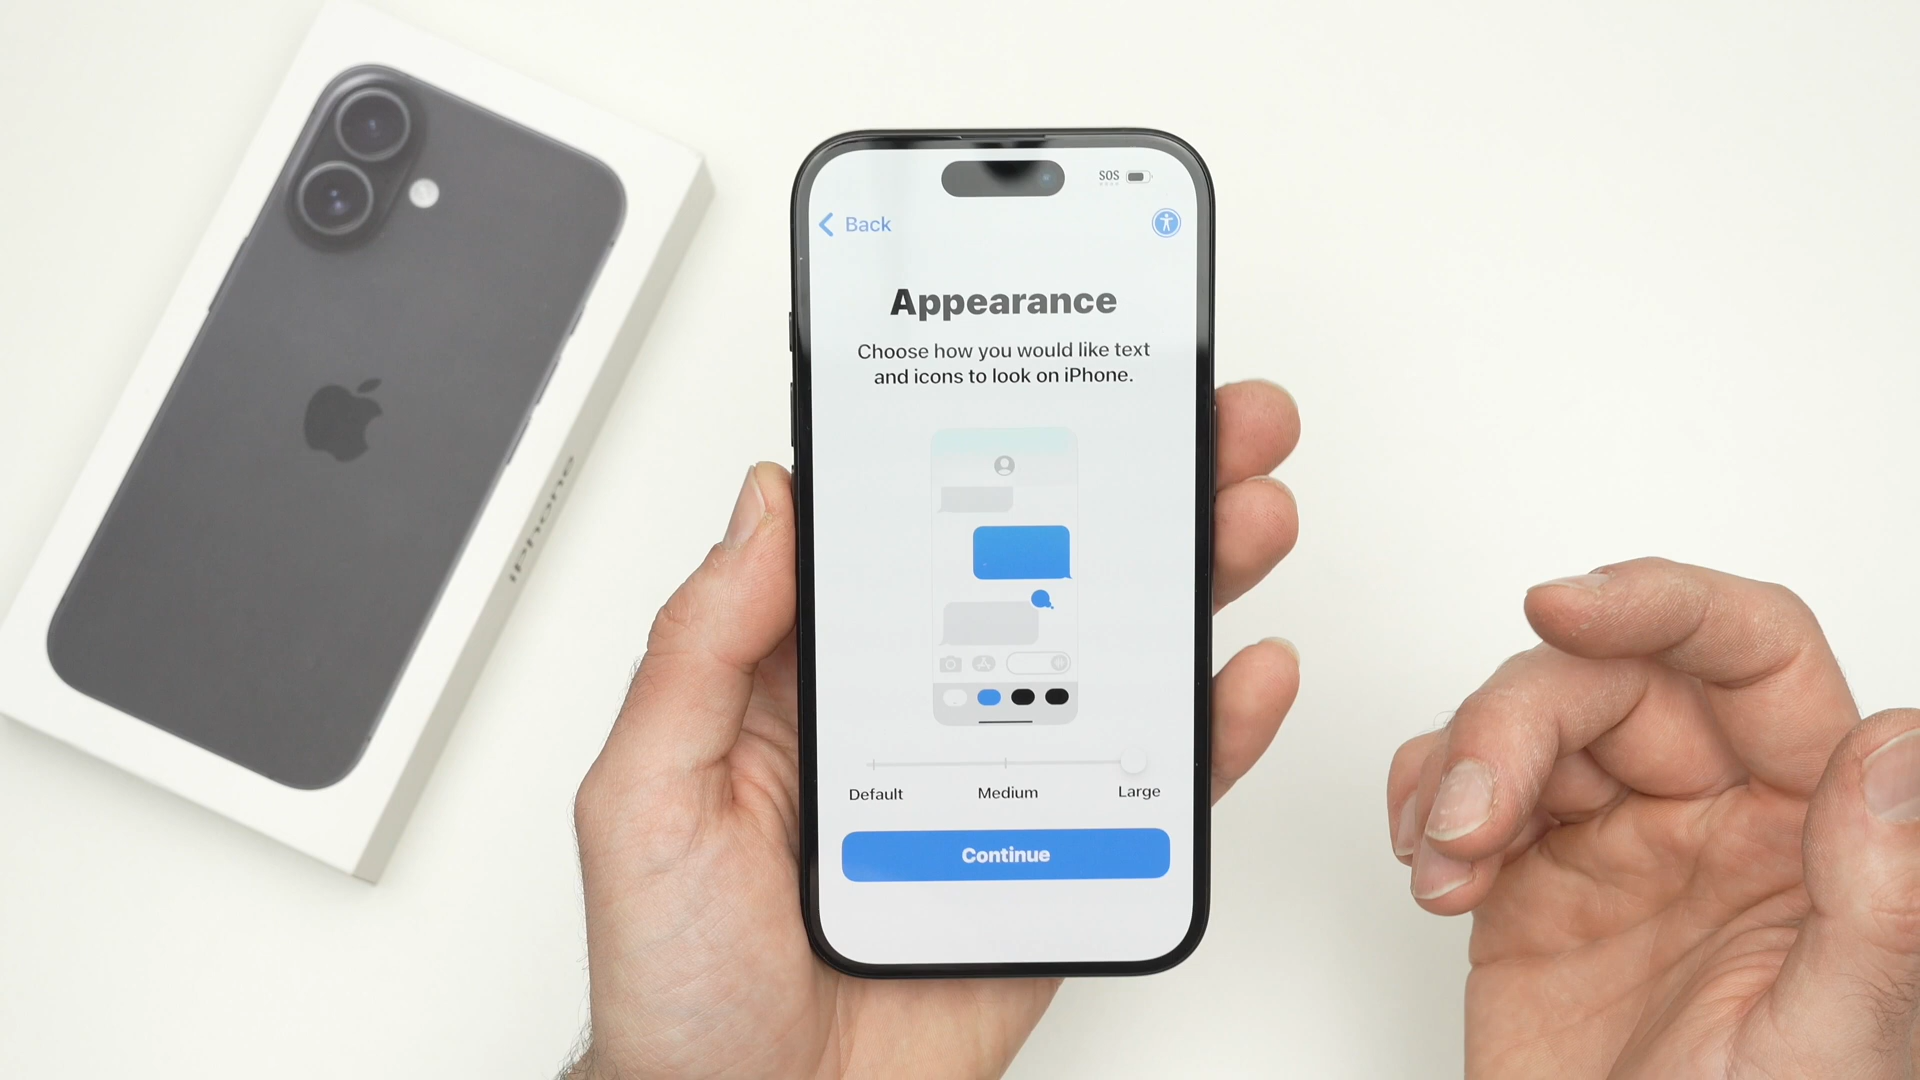 SOS
Back
Appearance
Choose how you would like text
and icons to look on iPhone.
Default Medium Large
Continue
iPhone